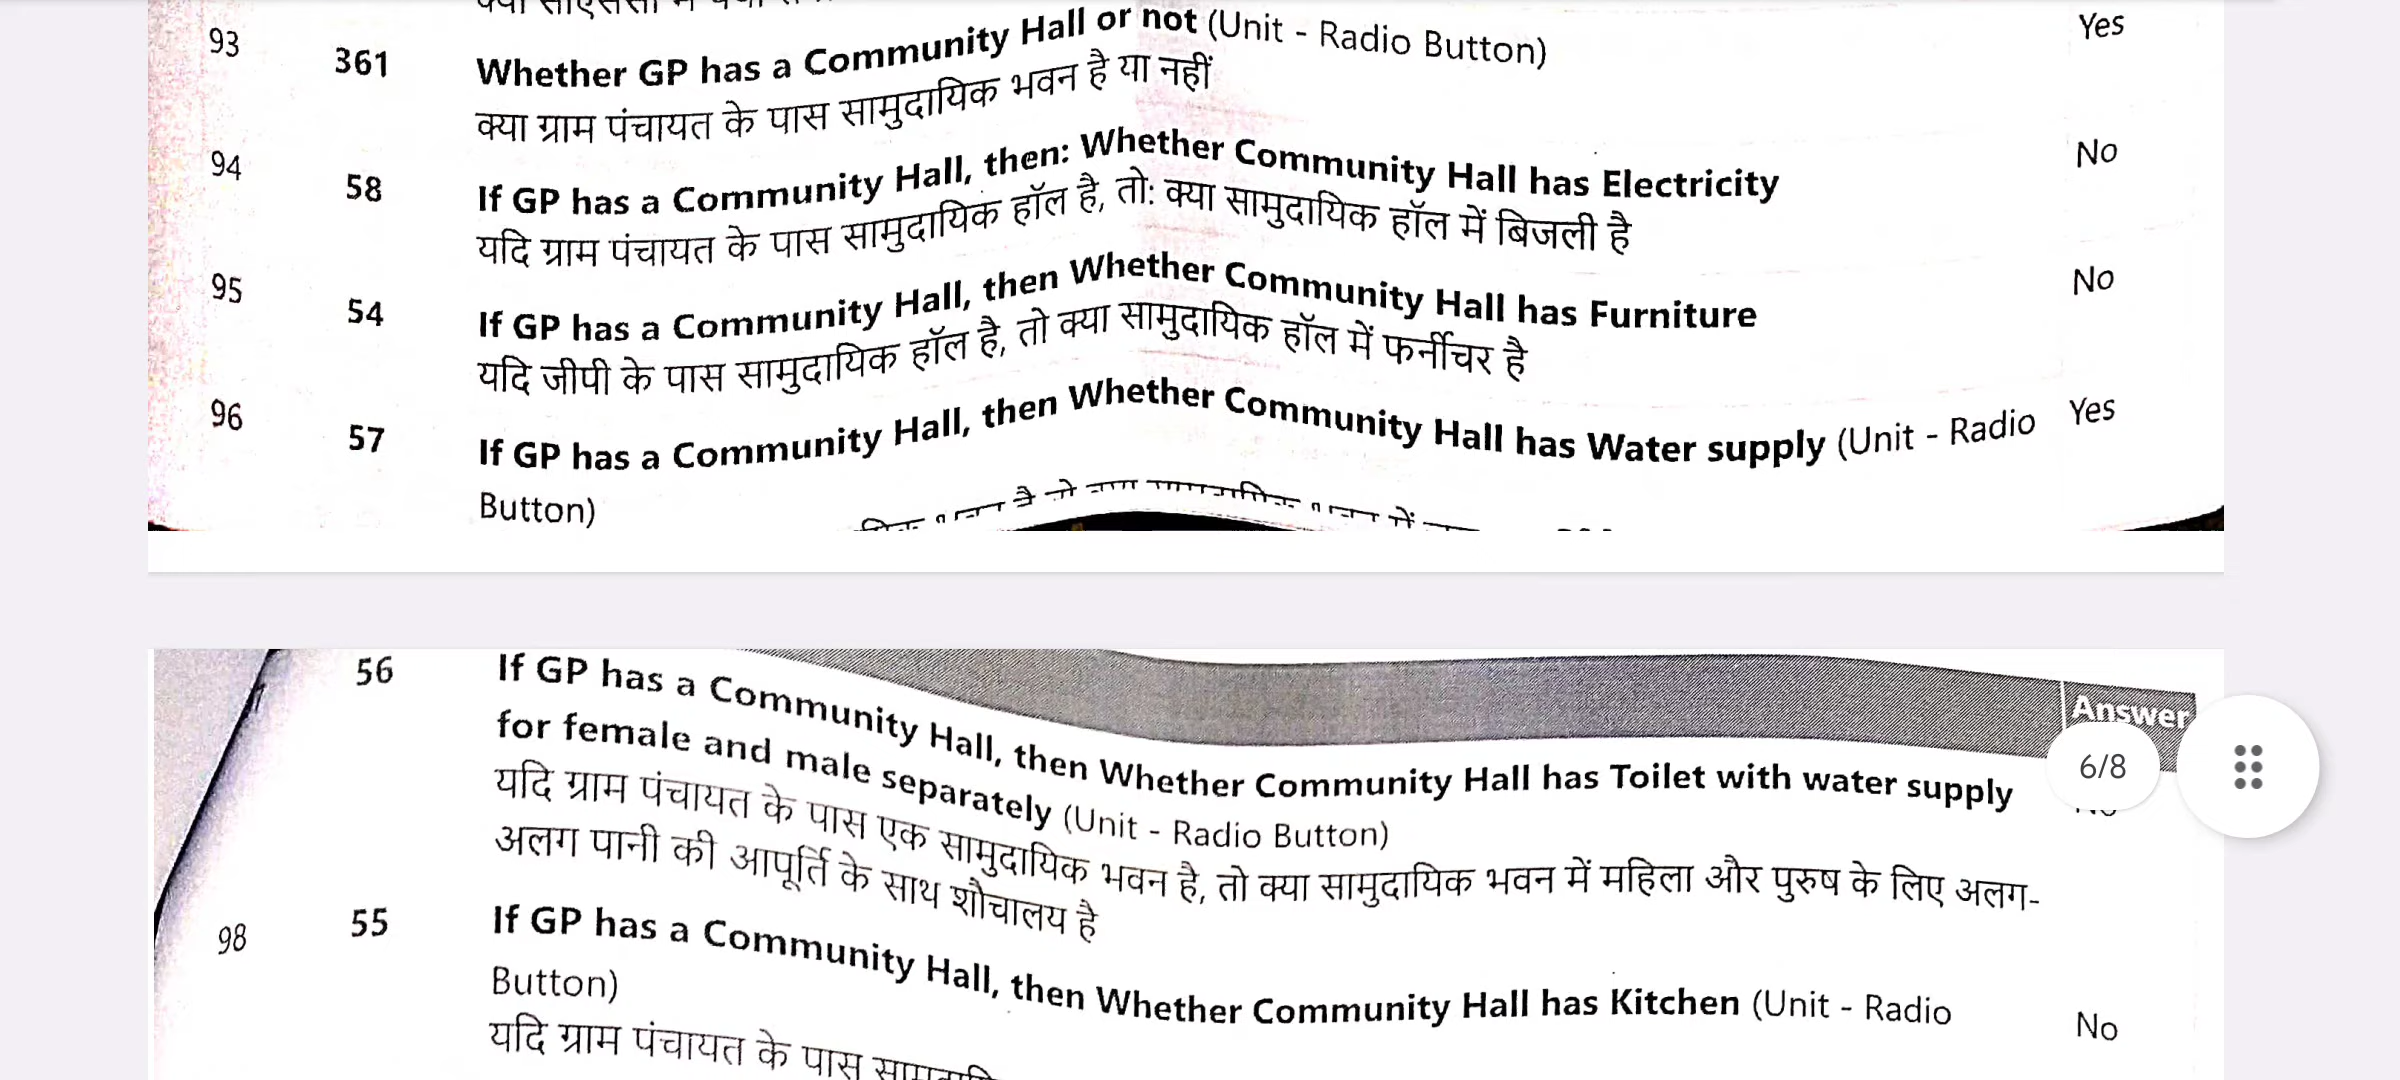 93 361 Whether GP has a Community Hall or not (Unit - Radio Button) Yes
क्या ग्राम पंचायत के पास सामुदायिक भवन है या नहीं
94 58 If GP has a Community Hall, then: Whether Community Hall has Electricity No
यदि ग्राम पंचायत के पास सामुदायिक हॉल है, तो: क्या सामुदायिक हॉल में बिजली है
95 54 If GP has a Community Hall, then Whether Community Hall has Furniture No
यदि जीपी के पास सामुदायिक हॉल है, तो क्या सामुदायिक हॉल में फर्नीचर है
96 57 If GP has a Community Hall, then Whether Community Hall has Water supply (Unit - Radio Yes
Button)
Answer
56 If GP has a Community Hall, then Whether Community Hall has Toilet with water supply
for female and male separately (Unit - Radio Button)
यदि ग्राम पंचायत के पास एक सामुदायिक भवन है, तो क्या सामुदायिक भवन में महिला और पुरुष के लिए अलग-
अलग पानी की आपूर्ति के साथ शौचालय है
6/8
98 55 If GP has a Community Hall, then Whether Community Hall has Kitchen (Unit - Radio No
Button)
यदि ग्राम पंचायत के पास